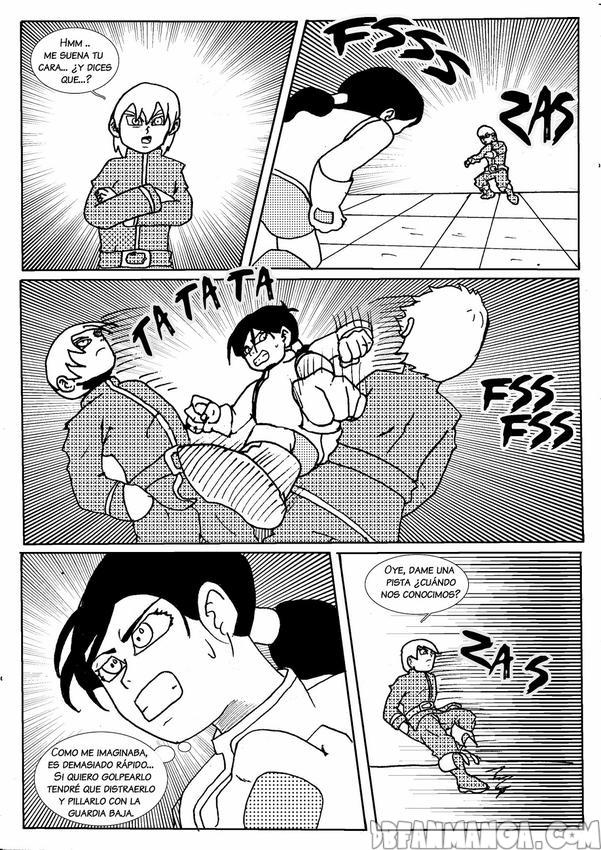 Hmm ..
me suena tu
cara... ¿y dices
que...?
FSSS
ZAS
TA TA TA
FSS
FSS
Oye, dame una
pista ¿cuándo
nos conocimos?
ZAS
Como me imaginaba,
es demasiado rápido...
Si quiero golpearlo
tendré que distraerlo
y pillarlo con la
guardia baja.
DBFANMANGA.COM